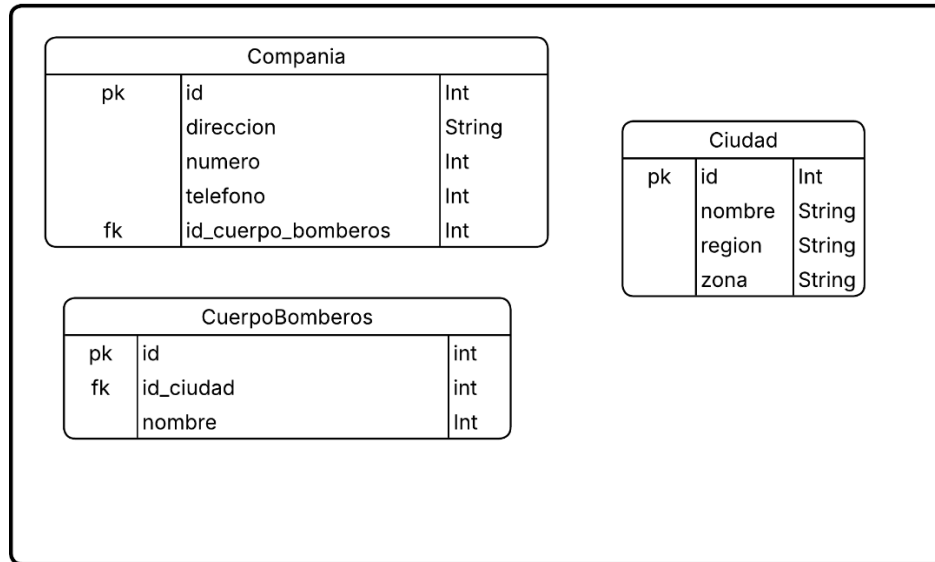 Compania
pk id Int
direccion String
numero Int
telefono Int
fk id_cuerpo_bomberos Int
Ciudad
pk id Int
nombre String
region String
zona String
CuerpoBomberos
pk id int
fk id_ciudad int
nombre Int